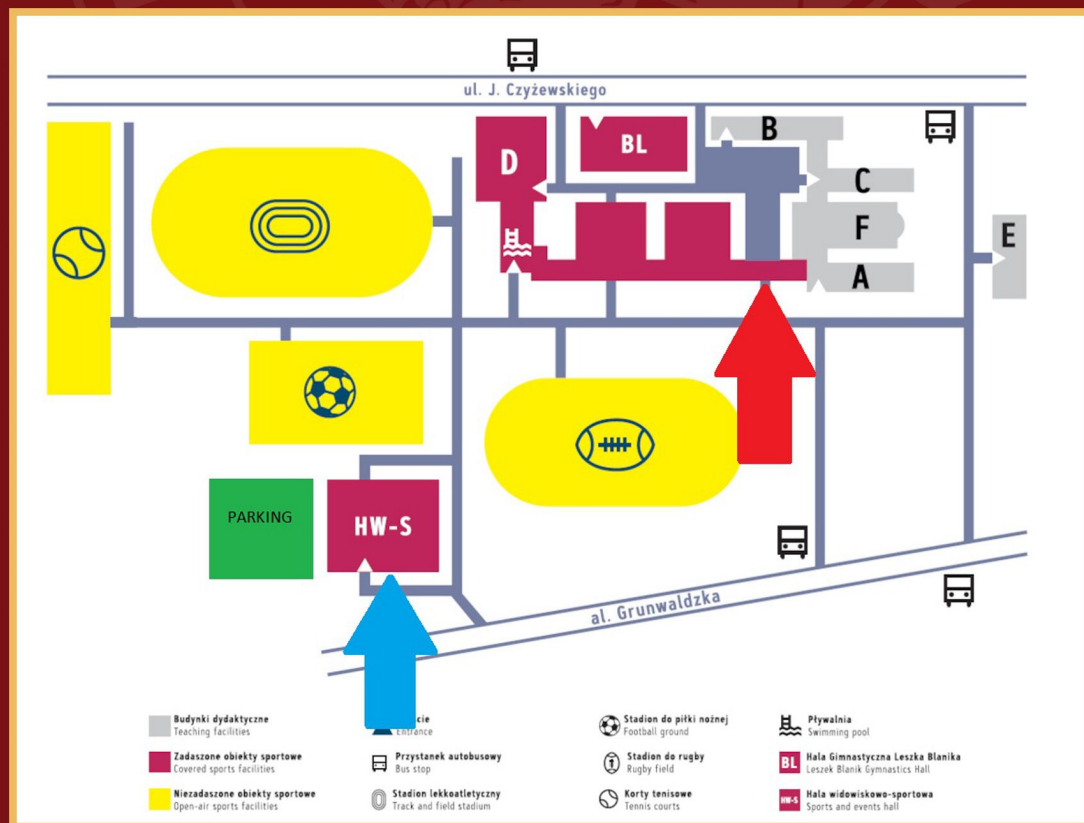 ul. J. Czyżewskiego
B
BL
D
C
F
E
A
PARKING
HW-S
al. Grunwaldzka
Budynki dydaktyczne
Teaching facilities
Zadaszone obiekty sportowe
Covered sports facilities
Niezadaszone obiekty sportowe
Open-air sports facilities
Entrance
Przystanek autobusowy
Bus stop
Stadion lekkoatletyczny
Track and field stadium
Stadion do piłki nożnej
Football ground
Stadion do rugby
Rugby field
Korty tenisowe
Tennis courts
Pływalnia
Swimming pool
BL Hala Gimnastyczna Leszka Blanika
Leszek Blanik Gymnastics Hall
HW-S Hala widowiskowo-sportowa
Sports and events hall